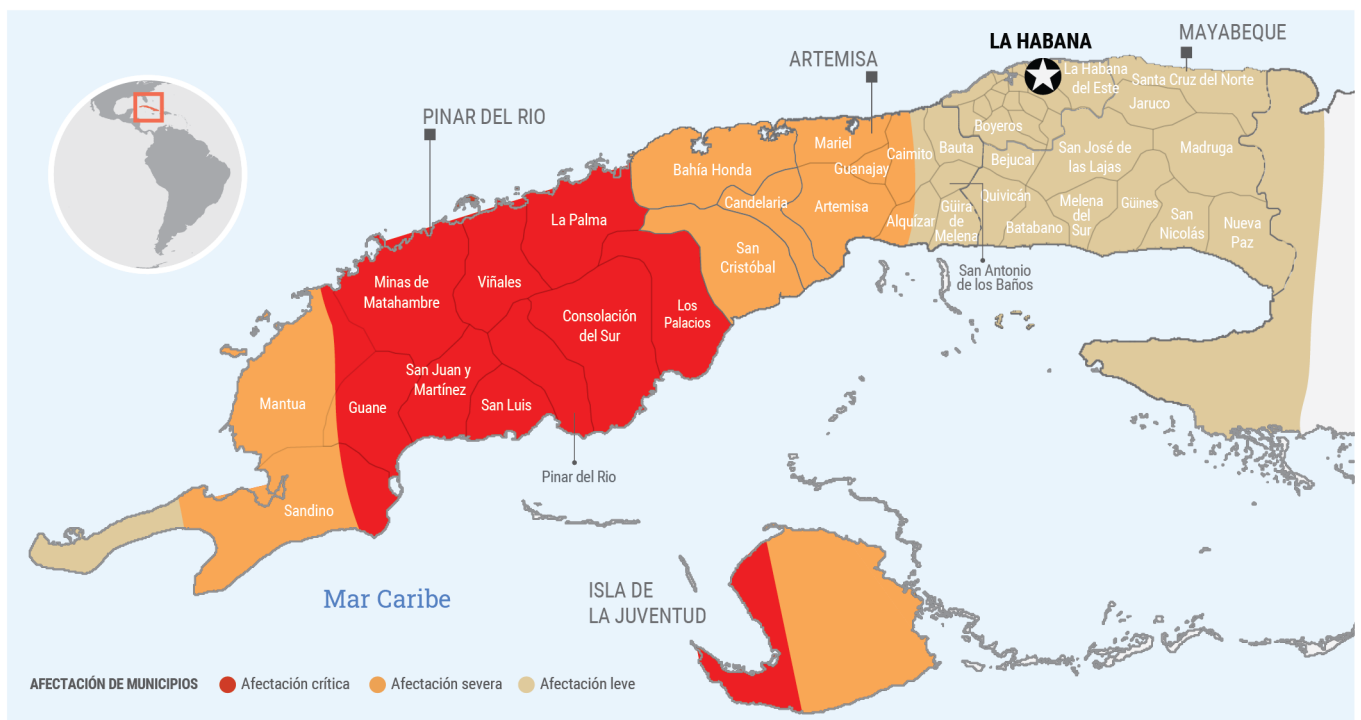 MAYABEQUE
LA HABANA
ARTEMISA
PINAR DEL RIO
La Habana
del Este
Santa Cruz del Norte
Jaruco
Boyeros
Mariel
Guanajay
Caimito
Bauta
Bejucal
San José de
las Lajas
Madruga
Bahía Honda
Candelaria
Artemisa
Alquízar
Güira
de
Melena
Quivicán
Batabano
Melena
del
Sur
Güines
San
Nicolás
Nueva
Paz
La Palma
San
Cristóbal
San Antonio
de los Baños
Minas de
Matahambre
Viñales
Consolación
del Sur
Los
Palacios
San Juan y
Martínez
Mantua
Guane
San Luis
Pinar del Rio
Sandino
Mar Caribe
ISLA DE
LA JUVENTUD
AFECTACIÓN DE MUNICIPIOS
Afectación crítica
Afectación severa
Afectación leve